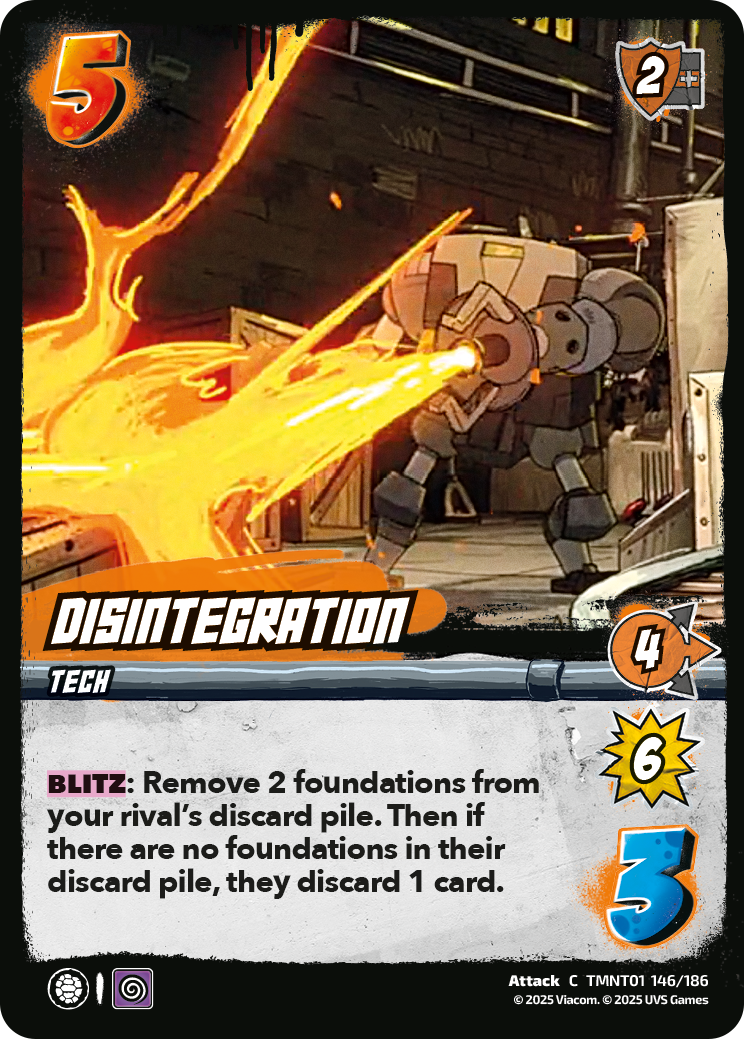 5
2
DISINTEGRATION
4
TECH
6
BLITZ: Remove 2 foundations from
your rival's discard pile. Then if
there are no foundations in their
discard pile, they discard 1 card.
3
Attack C TMNT01 146/186
© 2025 Viacom. © 2025 UVS Games